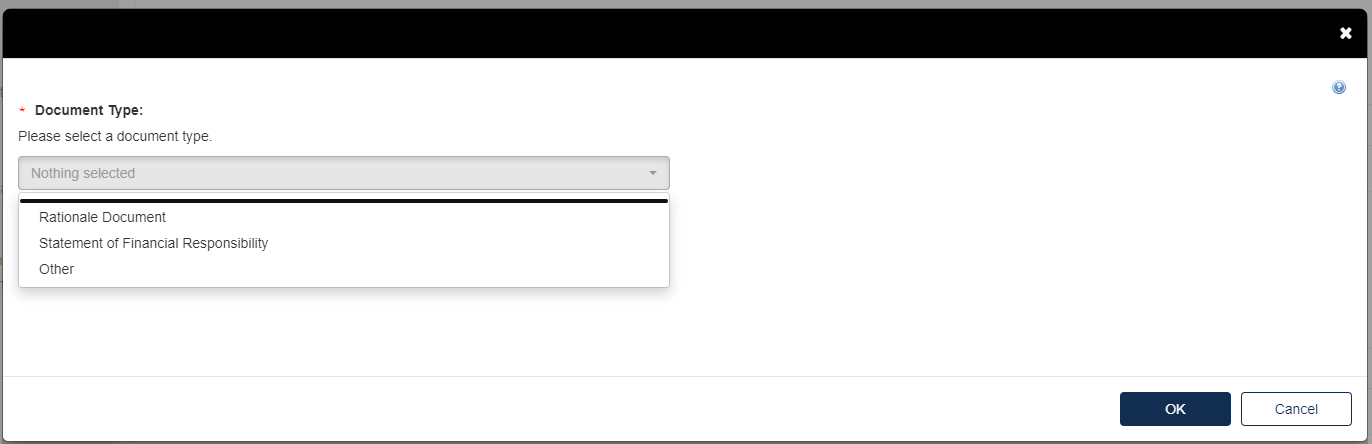 * Document Type:
Please select a document type.
Nothing selected
Rationale Document
Statement of Financial Responsibility
Other
OK
Cancel